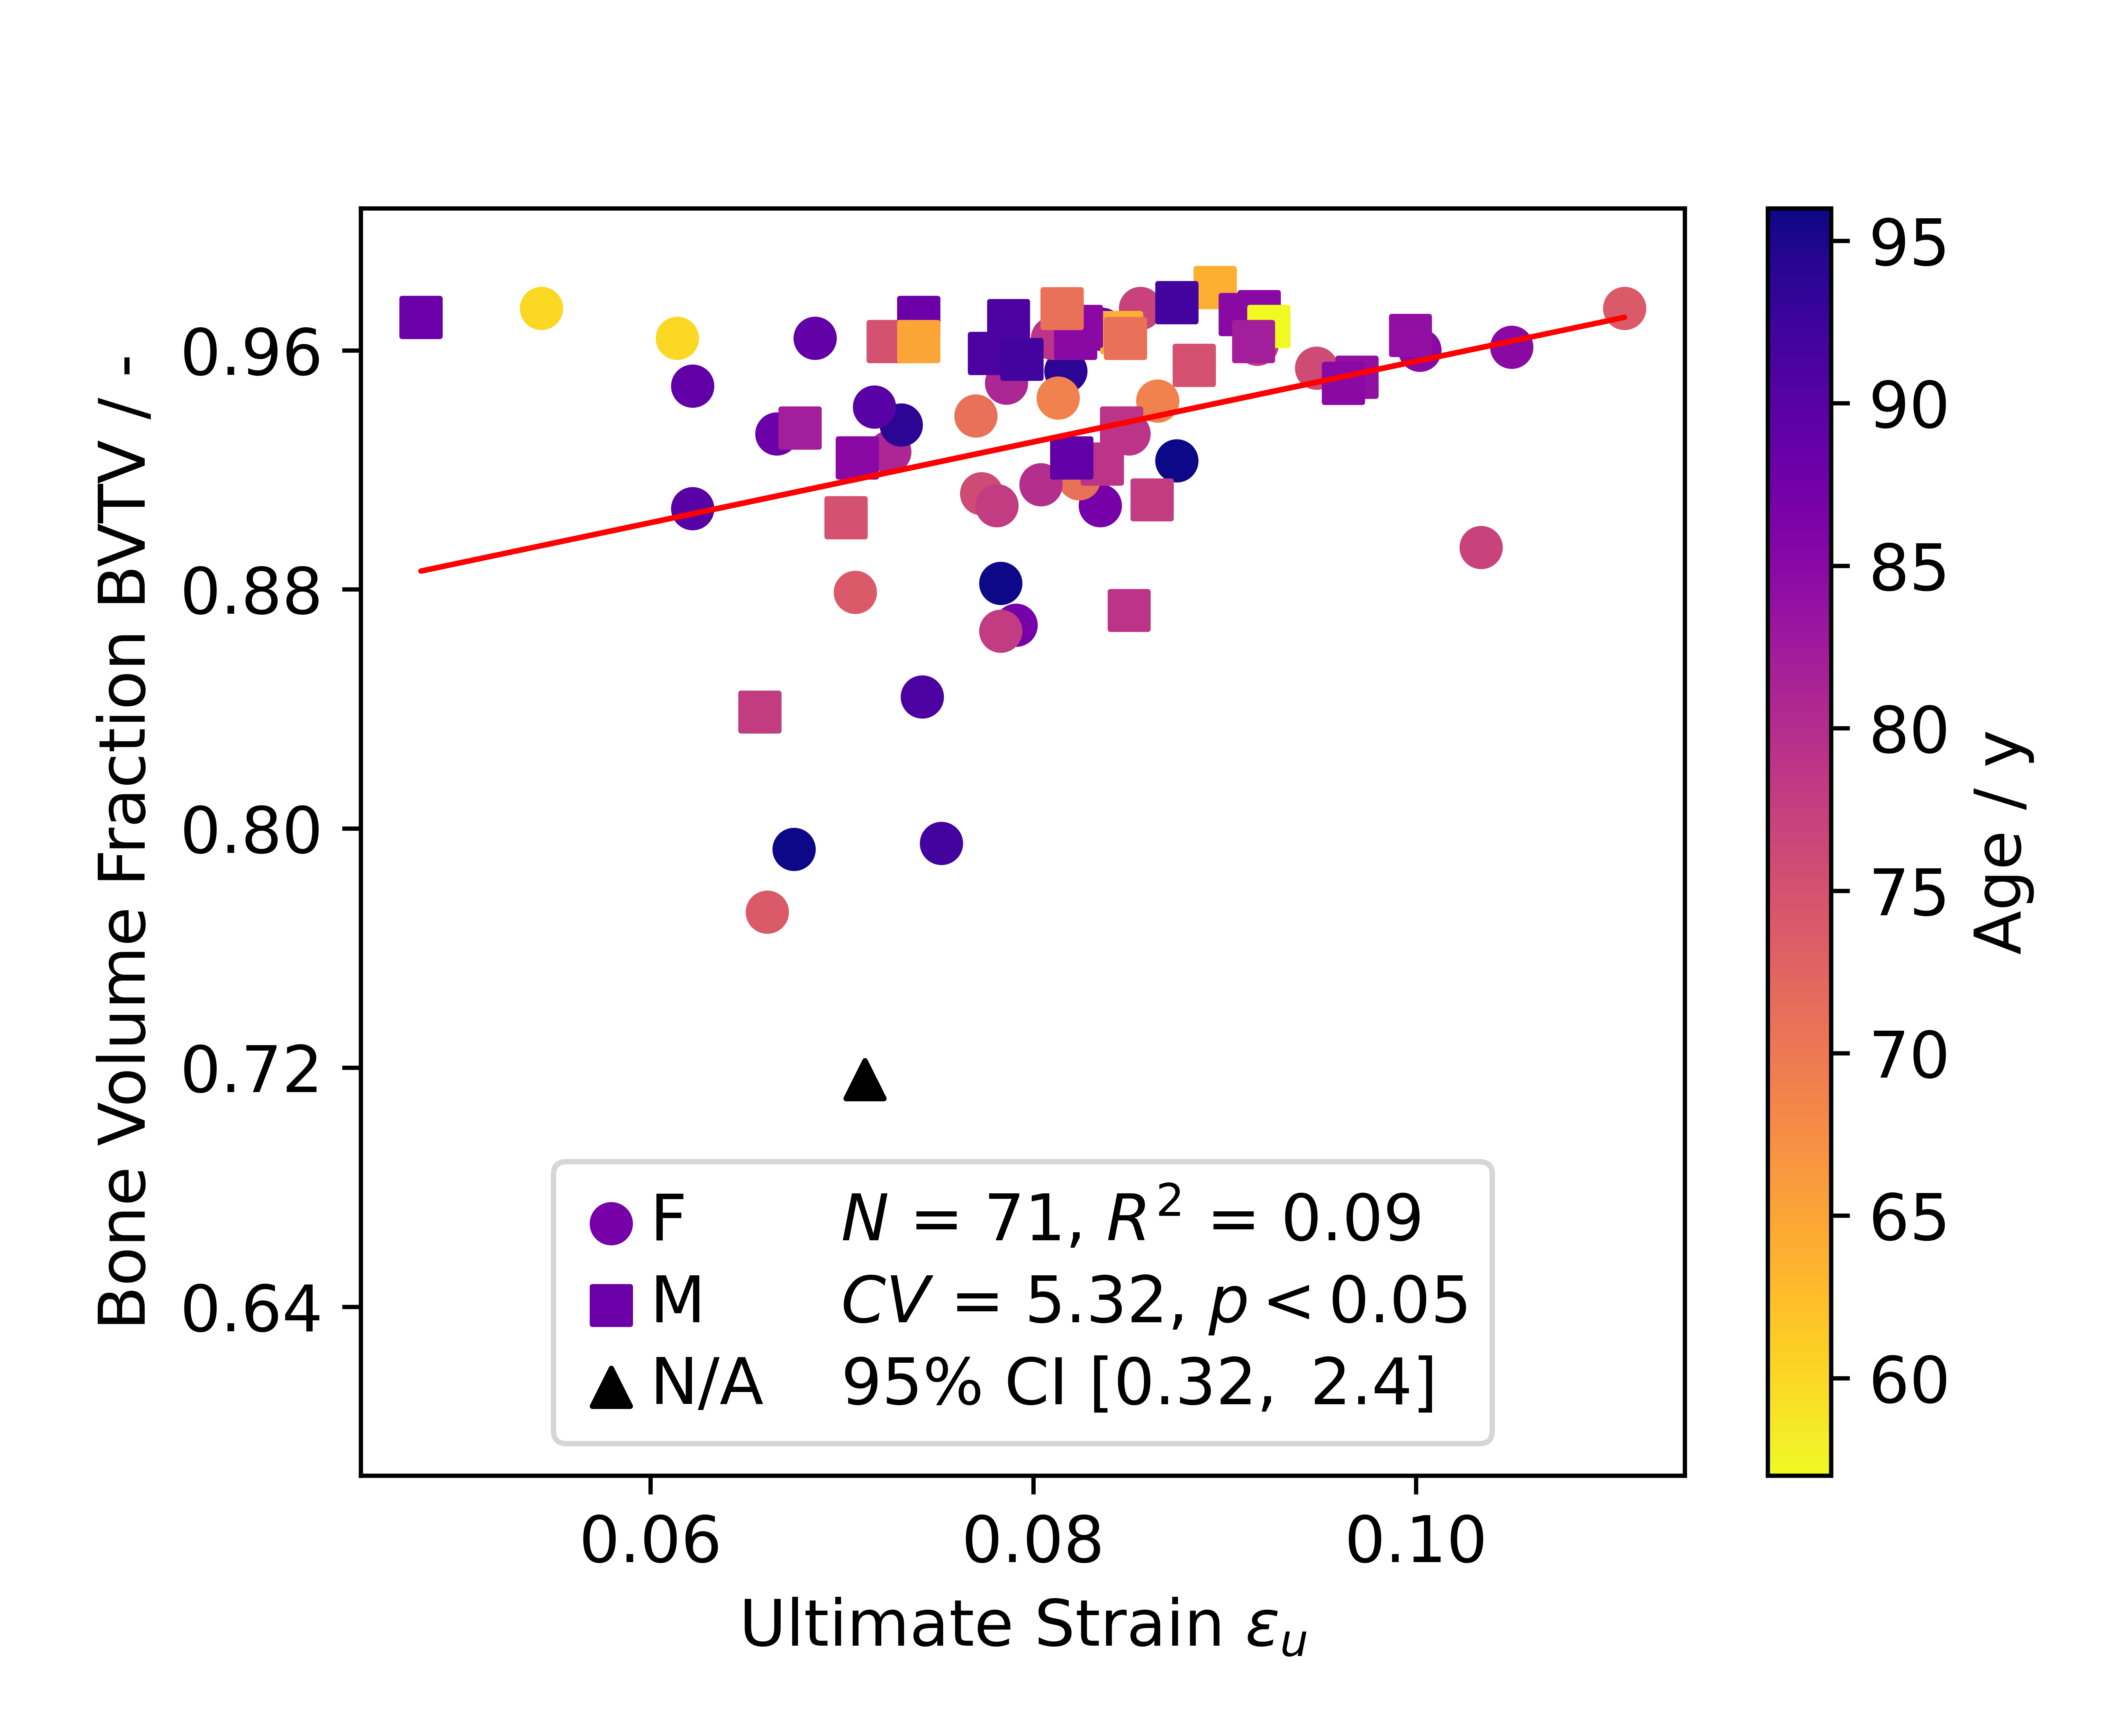 Bone Volume Fraction BVTV / -
0.96
0.88
0.80
0.72
0.64
F
M
N/A
N = 71, R² = 0.09
CV = 5.32, p < 0.05
95% CI [0.32, 2.4]
0.06
0.08
0.10
Ultimate Strain εᵤ
95
90
85
80
75
70
65
60
Age / y